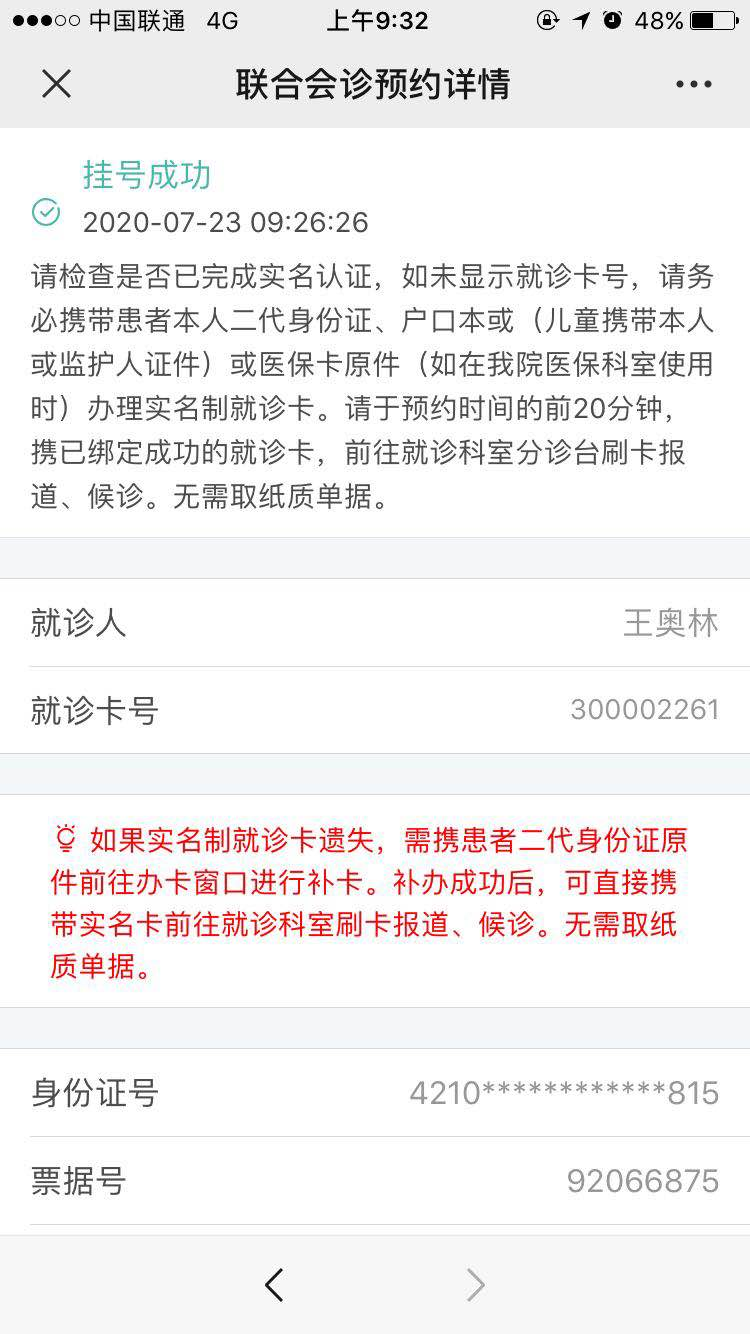 中国联通 4G 上午9:32 48%
联合会诊预约详情
挂号成功
2020-07-23 09:26:26
请检查是否已完成实名认证，如未显示就诊卡号，请务
必携带患者本人二代身份证、户口本或（儿童携带本人
或监护人证件）或医保卡原件（如在我院医保科室使用
时）办理实名制就诊卡。请于预约时间的前20分钟，
携已绑定成功的就诊卡，前往就诊科室分诊台刷卡报
道、候诊。无需取纸质单据。
就诊人 王奥林
就诊卡号 300002261
如果实名制就诊卡遗失，需携患者二代身份证原
件前往办卡窗口进行补卡。补办成功后，可直接携
带实名卡前往就诊科室刷卡报道、候诊。无需取纸
质单据。
身份证号 4210************815
票据号 92066875